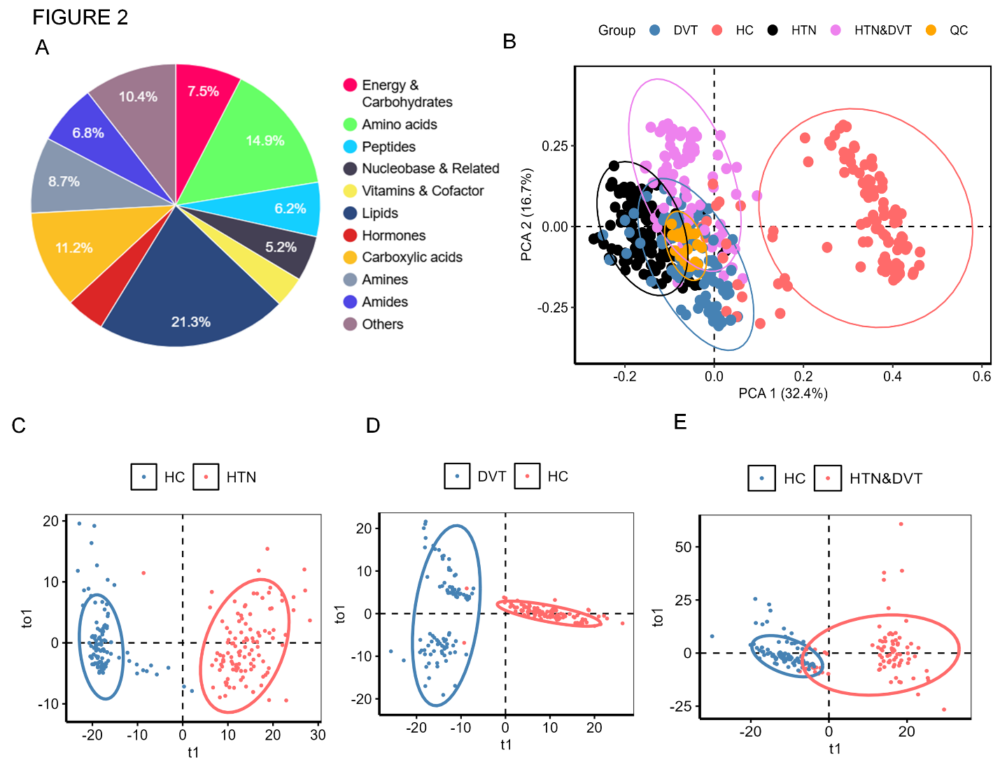 FIGURE 2
A
7.5%
14.9%
6.2%
5.2%
21.3%
11.2%
8.7%
6.8%
10.4%
Energy &
Carbohydrates
Amino acids
Peptides
Nucleobase & Related
Vitamins & Cofactor
Lipids
Hormones
Carboxylic acids
Amines
Amides
Others
B
Group DVT HC HTN HTN&DVT QC
PCA 2 (16.7%)
0.25
0.00
-0.25
-0.2 0.0 0.2 0.4 0.6
PCA 1 (32.4%)
C
HC HTN
to1
20
10
0
-10
-20 -10 0 10 20 30
t1
D
DVT HC
to1
20
10
0
-10
-20
-20 -10 0 10 20
t1
E
HC HTN&DVT
to1
50
25
0
-25
-20 0 20
t1